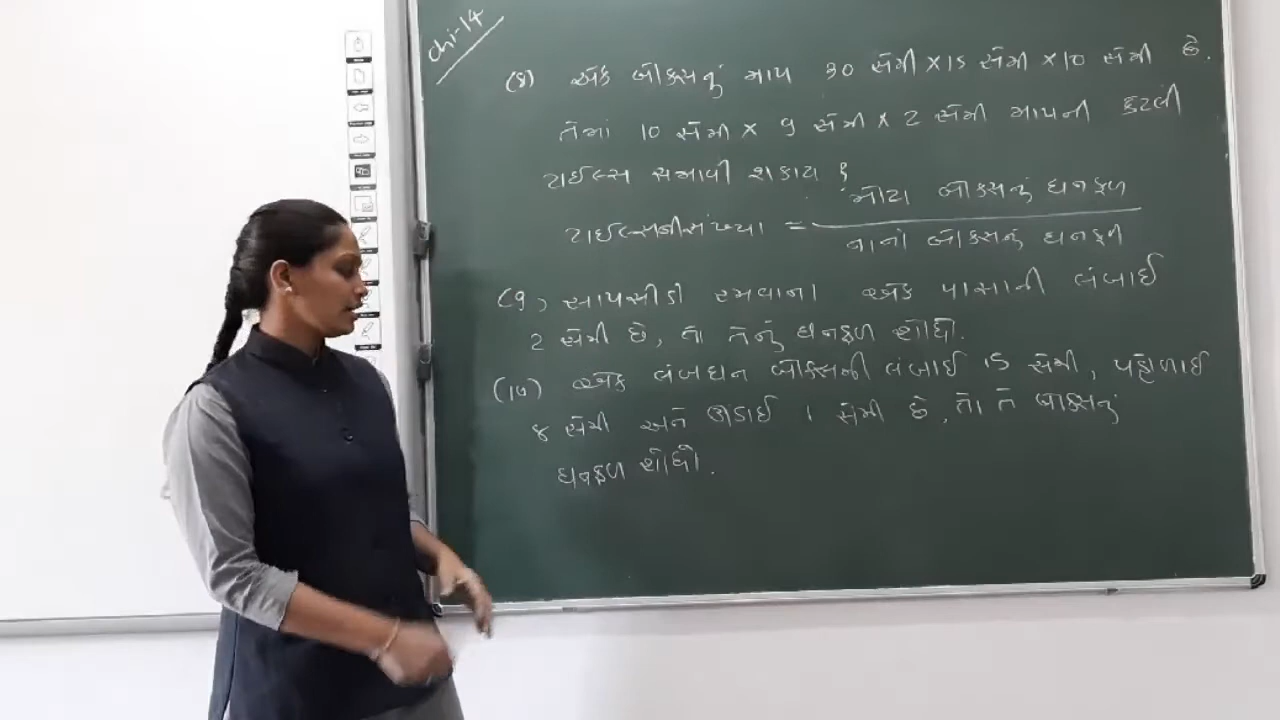 Ch:-14
(8) એક બોક્સનું માપ 30 સેમી × 15 સેમી × 10 સેમી છે.
તેમાં 10 સેમી × 9 સેમી × 2 સેમી માપની કેટલી
ટાઈલ્સ સમાવી શકાય ?
ટાઈલ્સનીસંખ્યા = મોટા બોક્સનું ઘનફળ
નાના બોક્સનું ઘનફળ
(9) સાપસીડી રમવાના એક પાસાની લંબાઈ
2 સેમી છે, તો તેનું ઘનફળ શોધો.
(10) એક લંબઘન બોક્સની લંબાઈ 15 સેમી, પહોળાઈ
૪ સેમી અને ઊંડાઈ 1 સેમી છે, તો તે બોક્સનું
ઘનફળ શોધો.